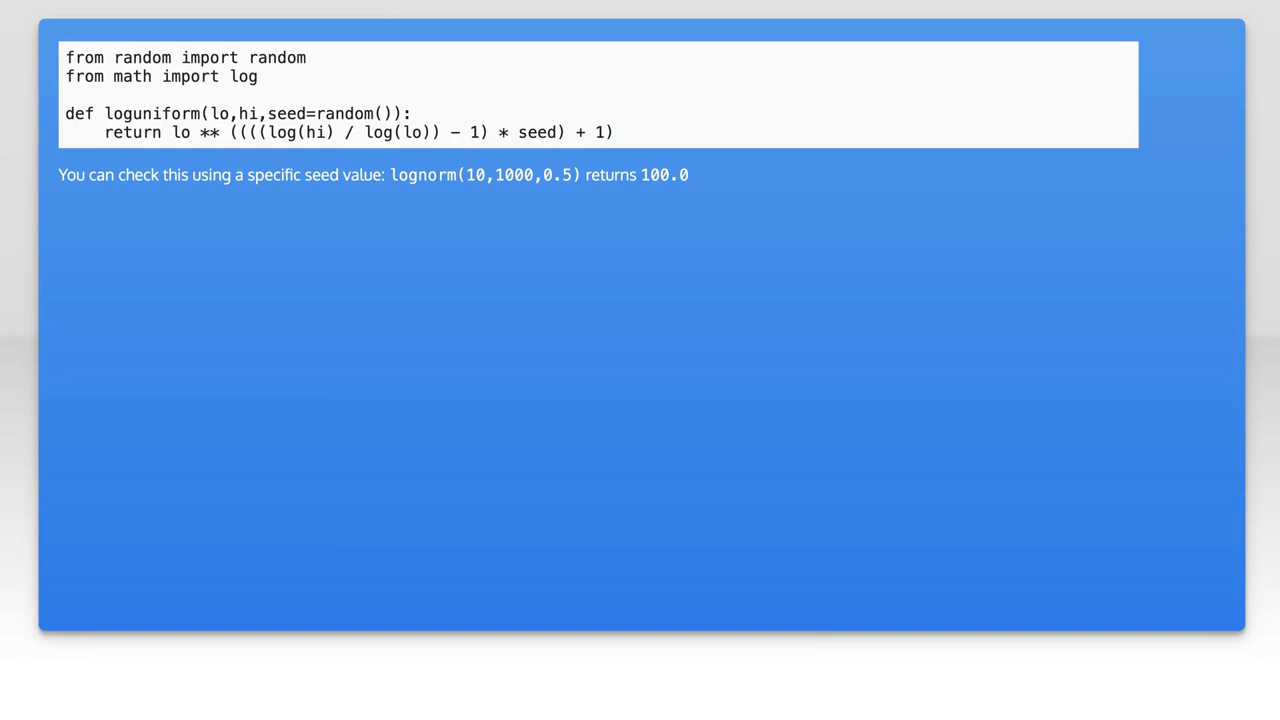 from random import random
from math import log
def loguniform(lo,hi,seed=random()):
    return lo ** ((((log(hi) / log(lo)) - 1) * seed) + 1)
You can check this using a specific seed value: lognorm(10,1000,0.5) returns 100.0